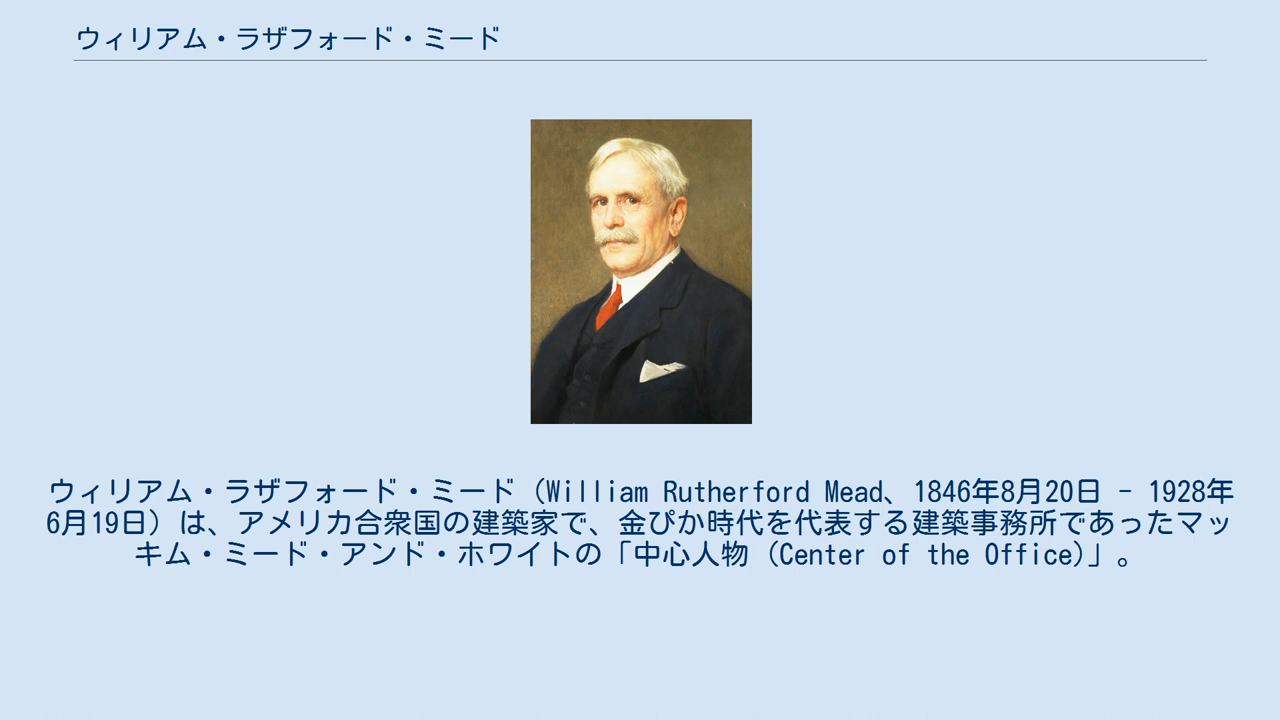 ウィリアム・ラザフォード・ミード
ウィリアム・ラザフォード・ミード（William Rutherford Mead、1846年8月20日 - 1928年
6月19日）は、アメリカ合衆国の建築家で、金ぴか時代を代表する建築事務所であったマッ
キム・ミード・アンド・ホワイトの「中心人物（Center of the Office）」。